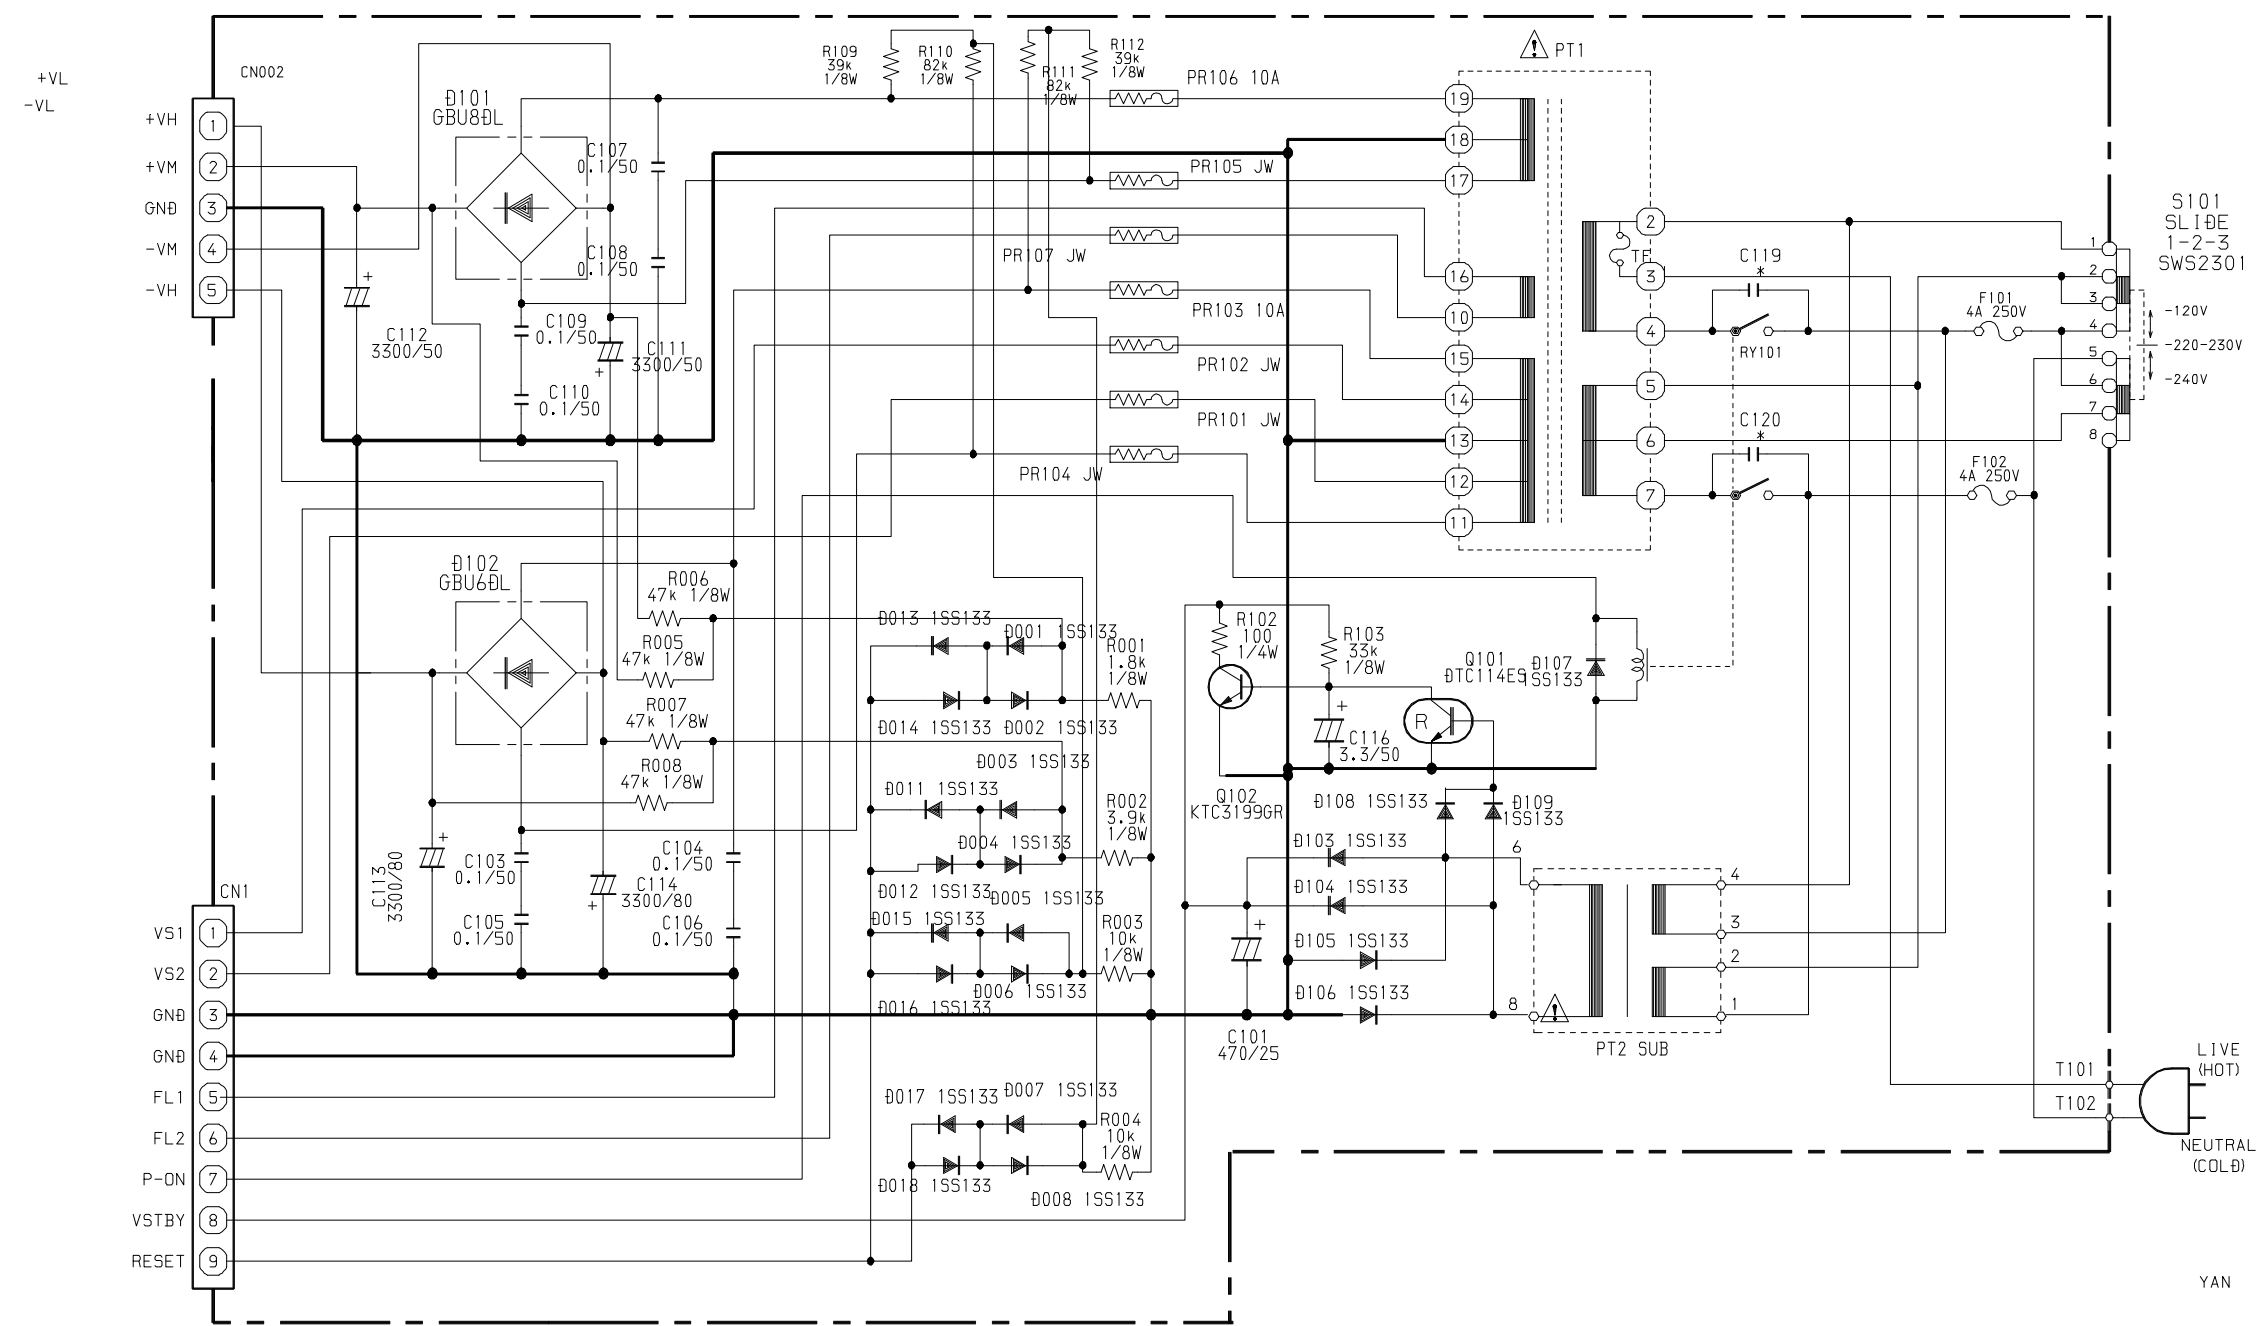 +VL
-VL
CN002
+VH
1
+VM
2
GND
3
-VM
4
-VH
5
D101
GBU8DL
C107
0.1/50
C108
0.1/50
C109
0.1/50
C110
0.1/50
C111
3300/50
+
C112
3300/50
+
R109
39k
1/8W
R110
82k
1/8W
R111
82k
1/8W
R112
39k
1/8W
PR106 10A
PR105 JW
PR107 JW
PR103 10A
PR102 JW
PR101 JW
PR104 JW
! PT1
19
18
17
16
10
15
14
13
12
11
2
3
4
5
6
7
TF
C119
*
RY101
C120
*
F101
4A 250V
F102
4A 250V
1
2
3
4
5
6
7
8
S101
SLIDE
1-2-3
SWS2301
-120V
-220-230V
-240V
D102
GBU6DL
R006
47k 1/8W
R005
47k 1/8W
R007
47k 1/8W
R008
47k 1/8W
C113
3300/80
+
C103
0.1/50
C105
0.1/50
C114
3300/80
+
C104
0.1/50
C106
0.1/50
D013 1SS133
D001 1SS133
D014 1SS133
D002 1SS133
R001
1.8k
1/8W
D003 1SS133
D011 1SS133
D004 1SS133
D012 1SS133
D005 1SS133
R002
3.9k
1/8W
D015 1SS133
D006 1SS133
D016 1SS133
R003
10k
1/8W
D017 1SS133
D007 1SS133
D018 1SS133
D008 1SS133
R004
10k
1/8W
R102
100
1/4W
R103
33k
1/8W
Q101
DTC114ES
R
D107
1SS133
C116
3.3/50
+
Q102
KTC3199GR
D108 1SS133
D109
1SS133
D103 1SS133
D104 1SS133
D105 1SS133
D106 1SS133
C101
470/25
+
6
8
!
4
3
2
1
PT2 SUB
T101
T102
LIVE
(HOT)
NEUTRAL
(COLD)
CN1
VS1
1
VS2
2
GND
3
GND
4
FL1
5
FL2
6
P-ON
7
VSTBY
8
RESET
9
YAN